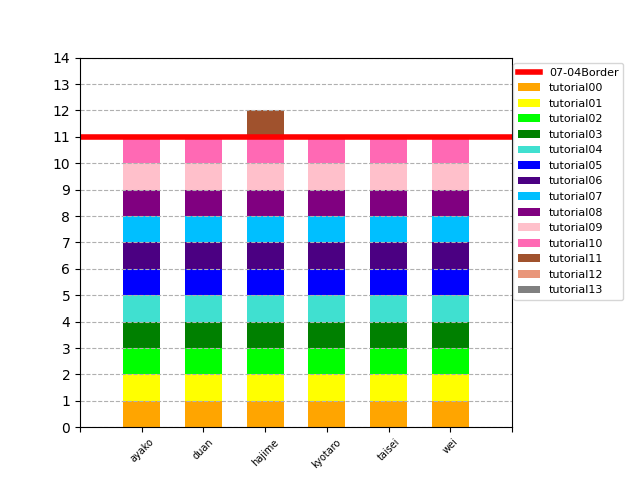 14
13
12
11
10
9
8
7
6
5
4
3
2
1
0
ayako
duan
hajime
kyotaro
taisei
wei
07-04Border
tutorial00
tutorial01
tutorial02
tutorial03
tutorial04
tutorial05
tutorial06
tutorial07
tutorial08
tutorial09
tutorial10
tutorial11
tutorial12
tutorial13